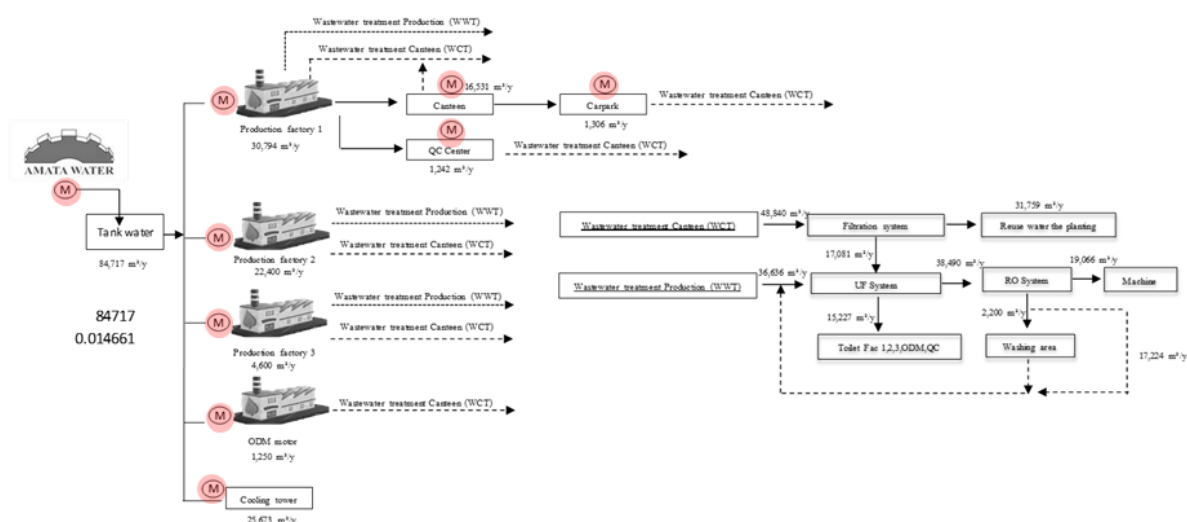 Wastewater treatment Production (WWT)
Wastewater treatment Canteen (WCT)
M
M
16,531 m³/y
M
Canteen
Carpark
Wastewater treatment Canteen (WCT)
1,306 m³/y
Production factory 1
30,794 m³/y
M
QC Center
1,242 m³/y
Wastewater treatment Canteen (WCT)
AMATA WATER
M
Tank water
84,717 m³/y
84717
0.014661
M
Production factory 2
22,400 m³/y
Wastewater treatment Production (WWT)
Wastewater treatment Canteen (WCT)
M
Production factory 3
4,600 m³/y
Wastewater treatment Production (WWT)
Wastewater treatment Canteen (WCT)
M
ODM motor
1,250 m³/y
Wastewater treatment Canteen (WCT)
M
Cooling tower
25,673 m³/y
Wastewater treatment Canteen (WCT)
48,840 m³/y
Filtration system
31,759 m³/y
Reuse water the planting
17,081 m³/y
Wastewater treatment Production (WWT)
36,636 m³/y
UF System
38,490 m³/y
RO System
19,066 m³/y
Machine
15,227 m³/y
2,200 m³/y
Toilet Fac 1,2,3,ODM,QC
Washing area
17,224 m³/y